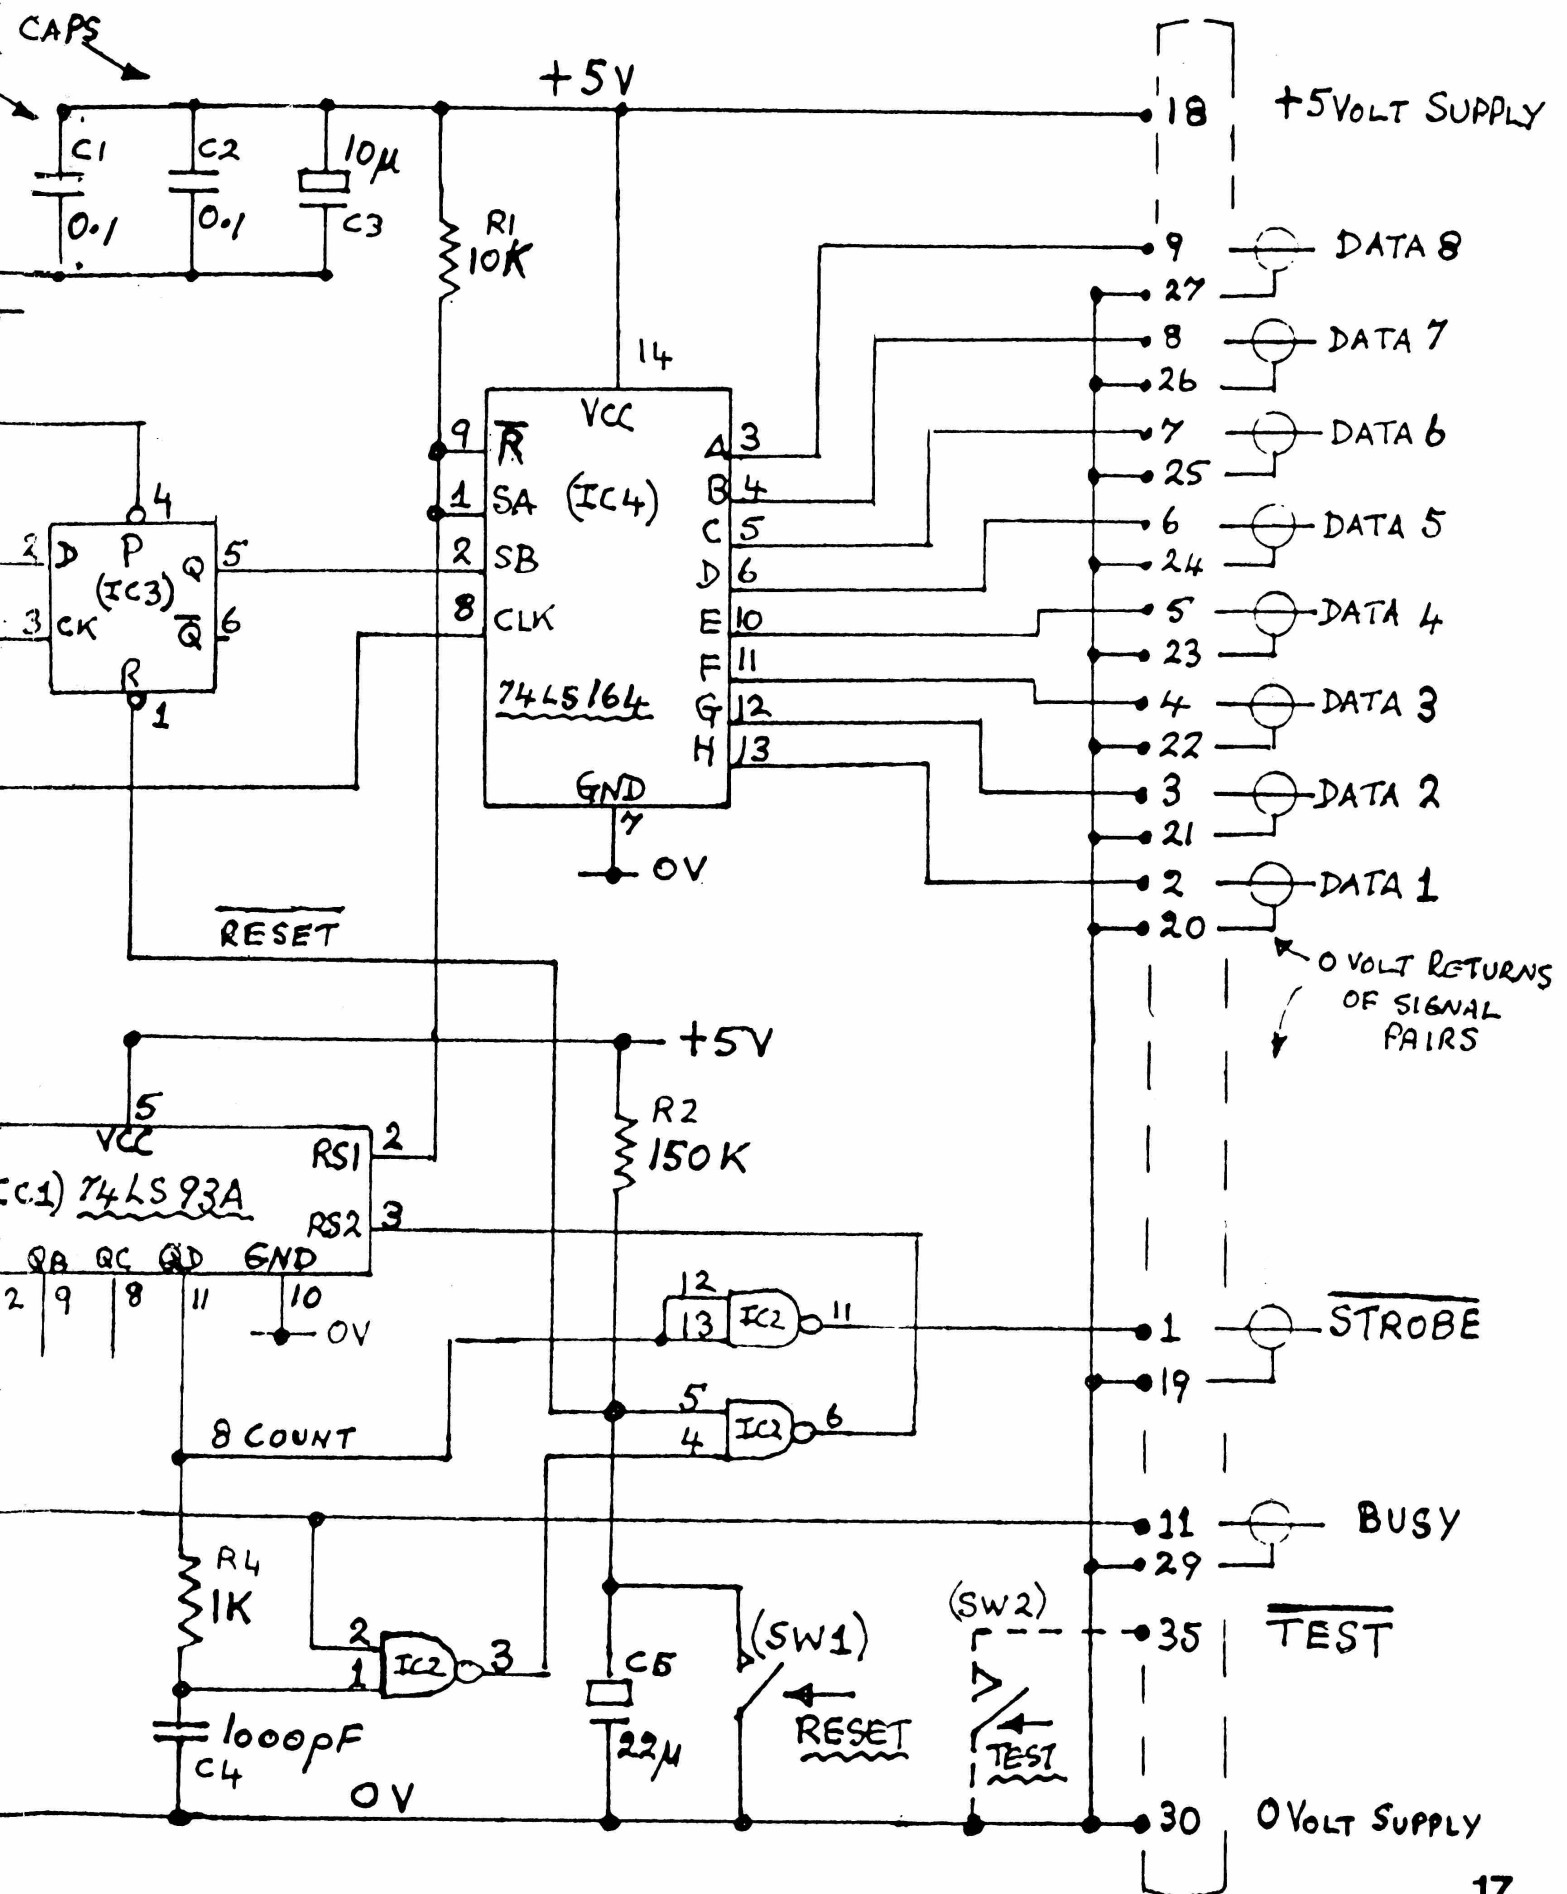 CAPS
+5V
18
+5VOLT SUPPLY
C1
0.1
C2
0.1
10µ
C3
R1
10K
14
VCC
9
R
1
SA
(IC4)
2
SB
8
CLK
74LS164
GND
7
0V
A 3
B 4
C 5
D 6
E 10
F 11
G 12
H 13
9
DATA 8
27
8
DATA 7
26
7
DATA 6
25
6
DATA 5
24
5
DATA 4
23
4
DATA 3
22
3
DATA 2
21
2
DATA 1
20
0 VOLT RETURNS
OF SIGNAL
PAIRS
4
2
D
P
Q
5
(IC3)
3
CK
Q
6
R
1
RESET
+5V
5
VCC
RS1
2
74LS93A
RS2
3
QB
QC
QD
GND
2
9
8
11
10
0V
R2
150K
12
13
IC2
11
1
STROBE
19
5
4
IC2
6
8 COUNT
11
BUSY
29
R4
1K
2
1
IC2
3
1000pF
C4
0V
C5
22µ
(SW1)
RESET
(SW2)
TEST
35
TEST
30
0 VOLT SUPPLY
17